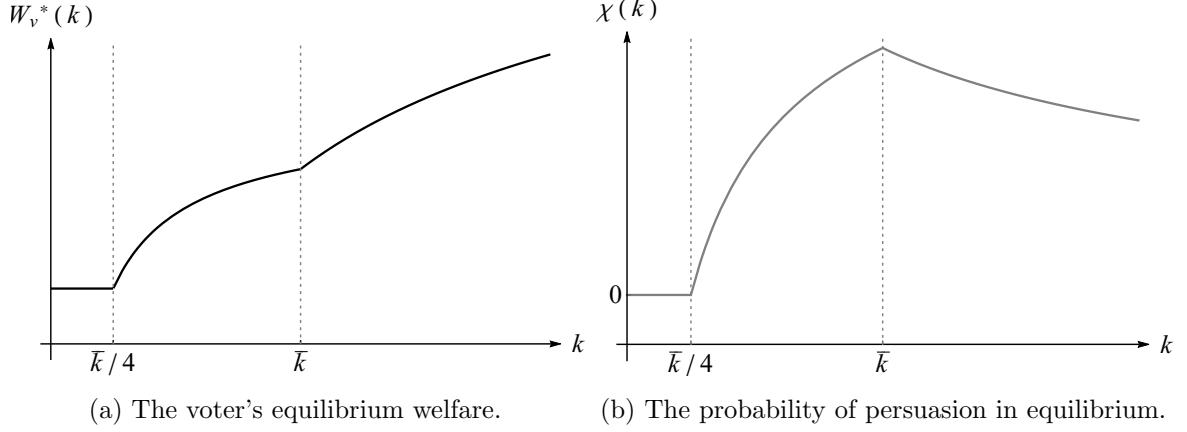 W_v*(k)
k̄/4
k̄
k
(a) The voter's equilibrium welfare.
χ(k)
0
k̄/4
k̄
k
(b) The probability of persuasion in equilibrium.